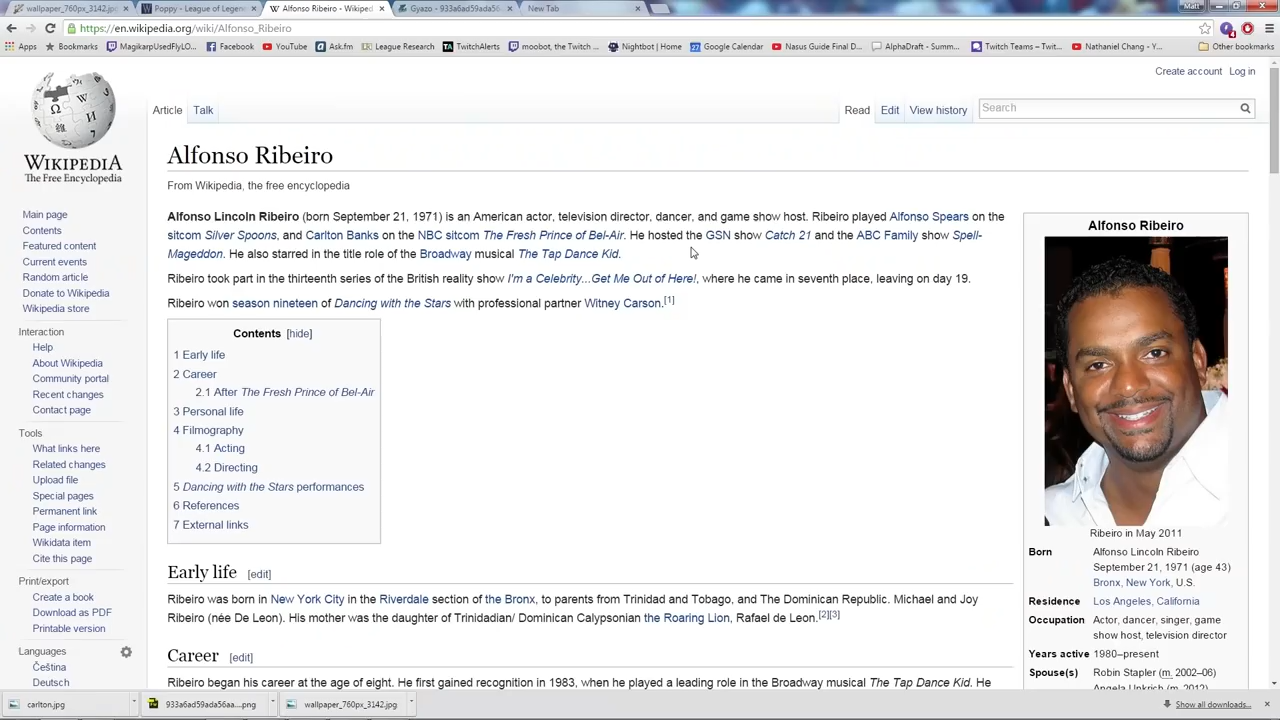 wallpaper_760px_3142.jpg
Poppy - League of Legend
Alfonso Ribeiro - Wikiped
Gyazo - 933a6ad59ada56
New Tab
Matt
https://en.wikipedia.org/wiki/Alfonso_Ribeiro
Apps
Bookmarks
MagikarpUsedFlyLO...
Facebook
YouTube
Ask.fm
League Research
TwitchAlerts
moobot, the Twitch ...
Nightbot | Home
Google Calendar
Nasus Guide Final D...
AlphaDraft - Summ...
Twitch Teams – Twit...
Nathaniel Chang - Y...
Other bookmarks
Create account Log in
WIKIPEDIA
The Free Encyclopedia
Main page
Contents
Featured content
Current events
Random article
Donate to Wikipedia
Wikipedia store
Interaction
Help
About Wikipedia
Community portal
Recent changes
Contact page
Tools
What links here
Related changes
Upload file
Special pages
Permanent link
Page information
Wikidata item
Cite this page
Print/export
Create a book
Download as PDF
Printable version
Languages
Čeština
Deutsch
Article Talk
Read Edit View history
Search
Alfonso Ribeiro
From Wikipedia, the free encyclopedia
Alfonso Lincoln Ribeiro (born September 21, 1971) is an American actor, television director, dancer, and game show host. Ribeiro played Alfonso Spears on the
sitcom Silver Spoons, and Carlton Banks on the NBC sitcom The Fresh Prince of Bel-Air. He hosted the GSN show Catch 21 and the ABC Family show Spell-
Mageddon. He also starred in the title role of the Broadway musical The Tap Dance Kid.
Ribeiro took part in the thirteenth series of the British reality show I'm a Celebrity...Get Me Out of Here!, where he came in seventh place, leaving on day 19.
Ribeiro won season nineteen of Dancing with the Stars with professional partner Witney Carson.[1]
Contents [hide]
1 Early life
2 Career
2.1 After The Fresh Prince of Bel-Air
3 Personal life
4 Filmography
4.1 Acting
4.2 Directing
5 Dancing with the Stars performances
6 References
7 External links
Early life [edit]
Ribeiro was born in New York City in the Riverdale section of the Bronx, to parents from Trinidad and Tobago, and The Dominican Republic. Michael and Joy
Ribeiro (née De Leon). His mother was the daughter of Trinidadian/ Dominican Calypsonian the Roaring Lion, Rafael de Leon.[2][3]
Career [edit]
Ribeiro began his career at the age of eight. He first gained recognition in 1983, when he played a leading role in the Broadway musical The Tap Dance Kid. He
Alfonso Ribeiro
Ribeiro in May 2011
Born Alfonso Lincoln Ribeiro
September 21, 1971 (age 43)
Bronx, New York, U.S.
Residence Los Angeles, California
Occupation Actor, dancer, singer, game
show host, television director
Years active 1980–present
Spouse(s) Robin Stapler (m. 2002–06)
Angela Unkrich (m. 2012)
carlton.jpg
933a6ad59ada56aa....png
wallpaper_760px_3142.jpg
Show all downloads...